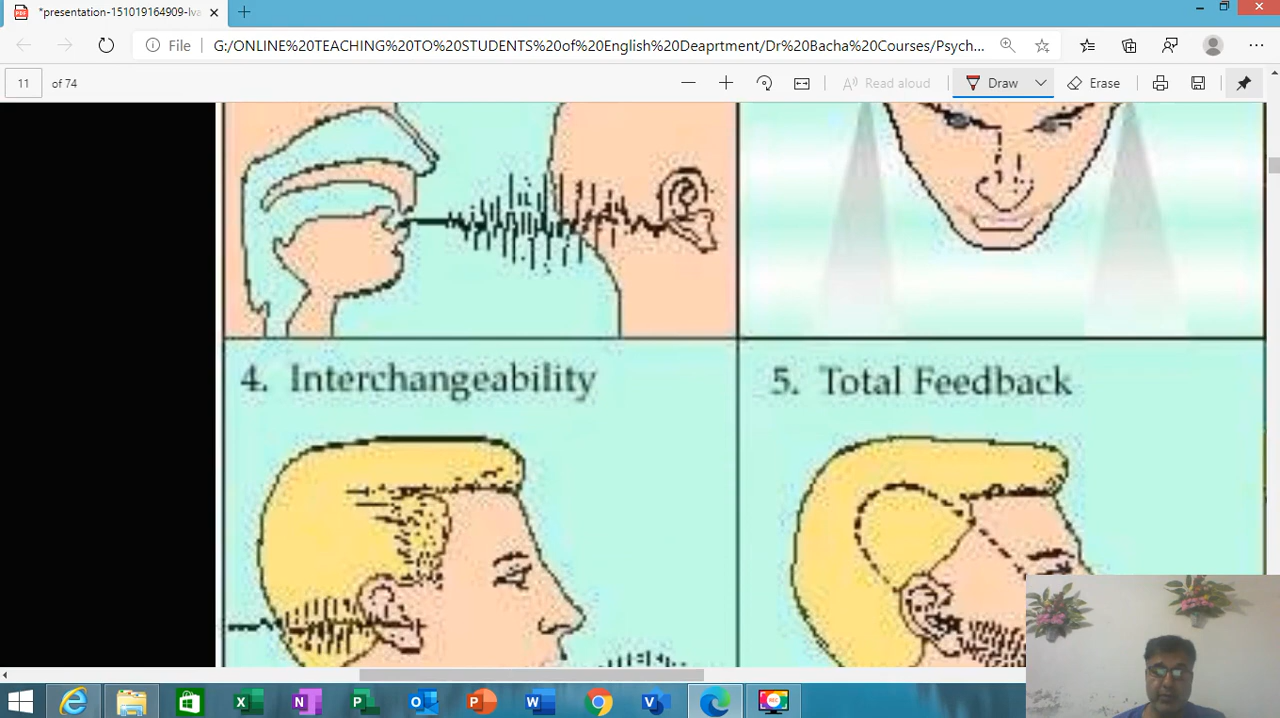 *presentation-151019164909-lva
File
G:/ONLINE%20TEACHING%20TO%20STUDENTS%20of%20English%20Deaprtment/Dr%20Bacha%20Courses/Psych...
11
of 74
Read aloud
Draw
Erase
4. Interchangeability
5. Total Feedback